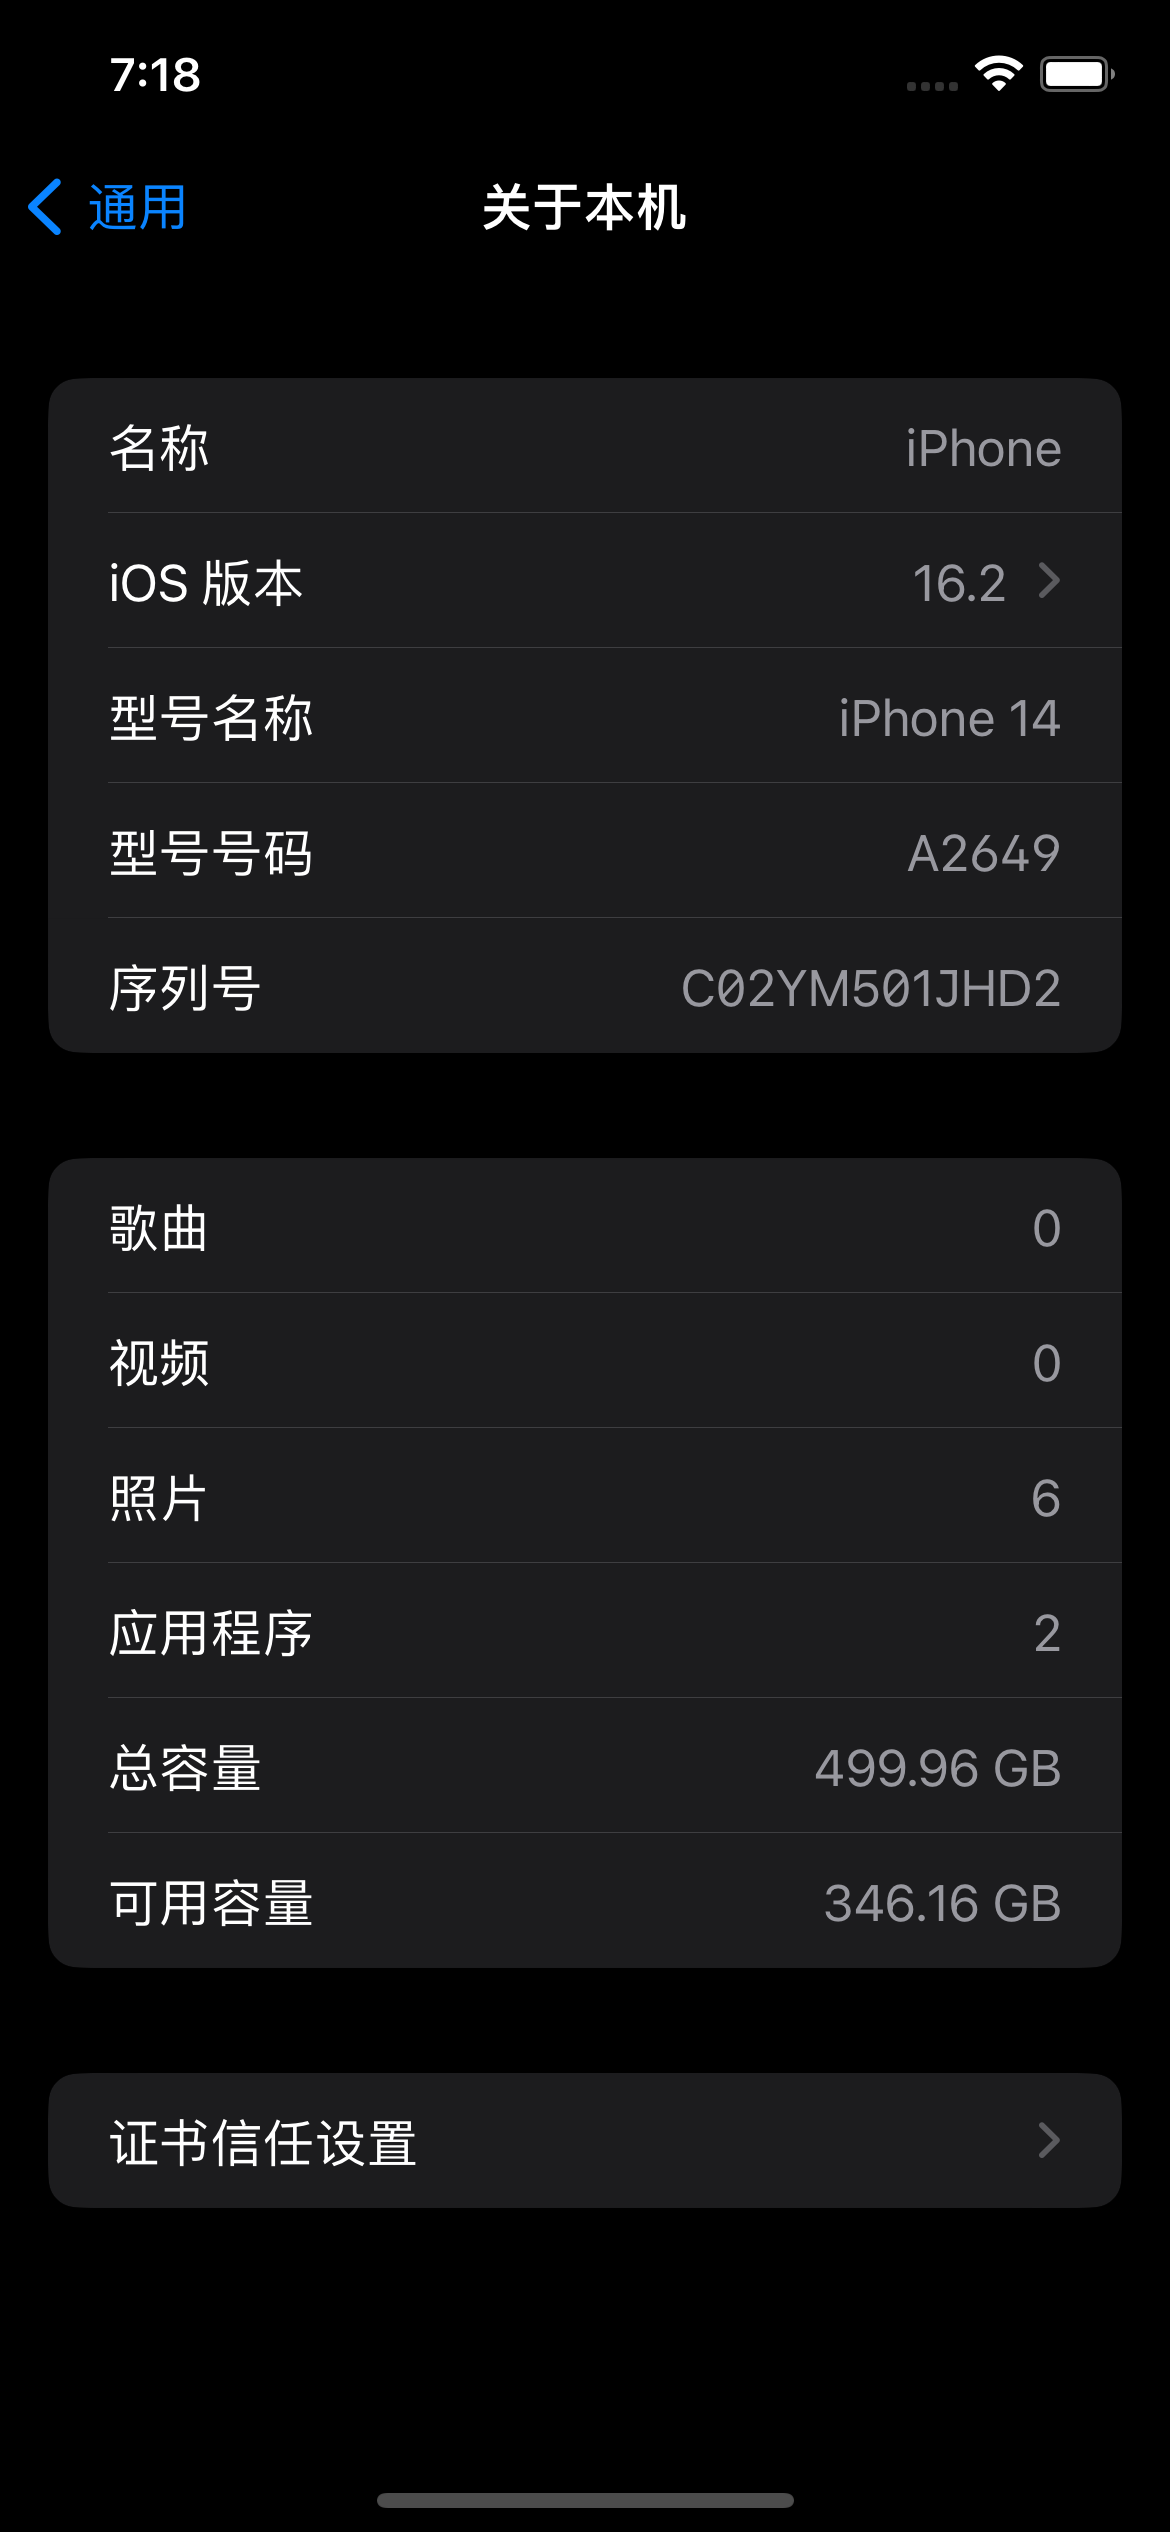 7:18
通用
关于本机
名称 iPhone
iOS 版本 16.2
型号名称 iPhone 14
型号号码 A2649
序列号 C02YM501JHD2
歌曲 0
视频 0
照片 6
应用程序 2
总容量 499.96 GB
可用容量 346.16 GB
证书信任设置